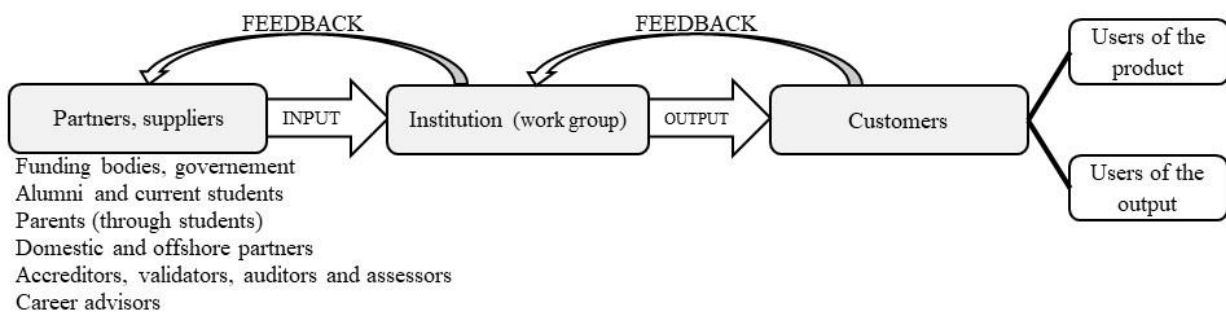 FEEDBACK
FEEDBACK
Partners, suppliers
INPUT
Institution (work group)
OUTPUT
Customers
Users of the
product
Users of the
output
Funding bodies, governement
Alumni and current students
Parents (through students)
Domestic and offshore partners
Accreditors, validators, auditors and assessors
Career advisors